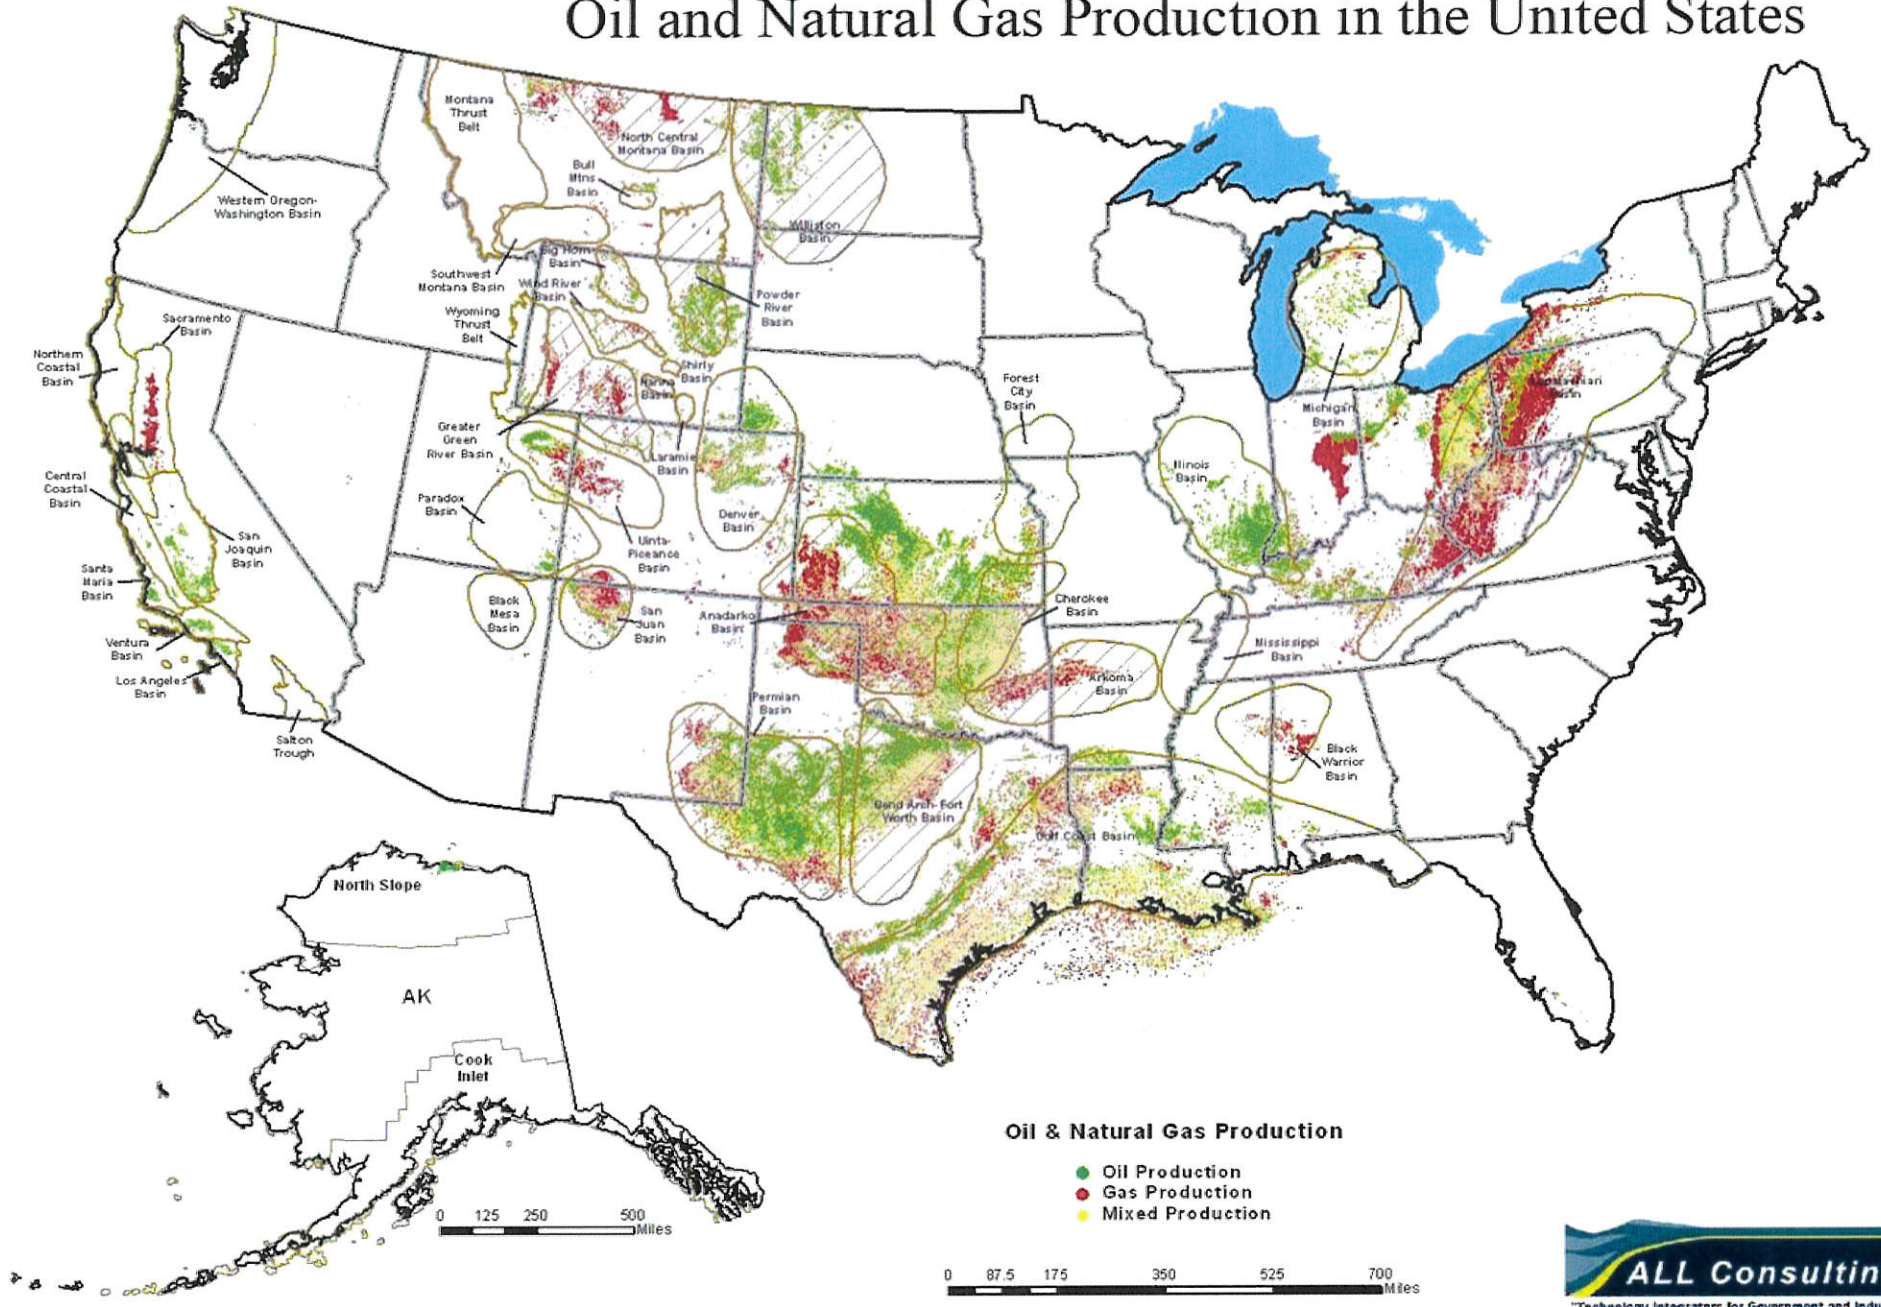 Oil and Natural Gas Production in the United States
Montana
Thrust
Belt
North Central
Montana Basin
Bull
Mtns
Basin
Williston
Basin
Western Oregon-
Washington Basin
Southwest
Montana Basin
Big Horn
Basin
Wind River
Basin
Powder
River
Basin
Wyoming
Thrust
Belt
Sacramento
Basin
Northern
Coastal
Basin
Shirly
Basin
Hanna
Basin
Forest
City
Basin
Michigan
Basin
Appalachian
Basin
Greater
Green
River Basin
Laramie
Basin
Illinois
Basin
Central
Coastal
Basin
Paradox
Basin
Denver
Basin
San
Joaquin
Basin
Uinta-
Piceance
Basin
Santa
Maria
Basin
Black
Mesa
Basin
San
Juan
Basin
Anadarko
Basin
Cherokee
Basin
Ventura
Basin
Mississippi
Basin
Los Angeles
Basin
Arkoma
Basin
Permian
Basin
Salton
Trough
Black
Warrior
Basin
Bend Arch-Fort
Worth Basin
Gulf Coast Basin
North Slope
AK
Cook
Inlet
Oil & Natural Gas Production
Oil Production
Gas Production
Mixed Production
0 125 250 500
Miles
0 87.5 175 350 525 700
Miles
ALL Consultin
"Technology Integrators for Government and Indu